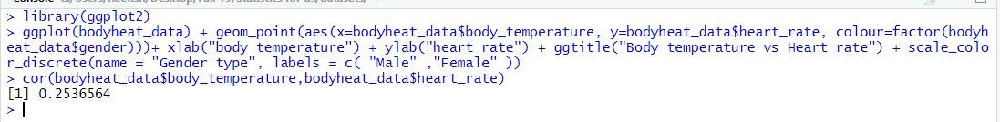 > library(ggplot2)
> ggplot(bodyheat_data) + geom_point(aes(x=bodyheat_data$body_temperature, y=bodyheat_data$heart_rate, colour=factor(bodyh
eat_data$gender)))+ xlab("body temperature") + ylab("heart rate") + ggtitle("Body temperature vs Heart rate") + scale_colo
r_discrete(name = "Gender type", labels = c( "Male" ,"Female" ))
> cor(bodyheat_data$body_temperature,bodyheat_data$heart_rate)
[1] 0.2536564
>